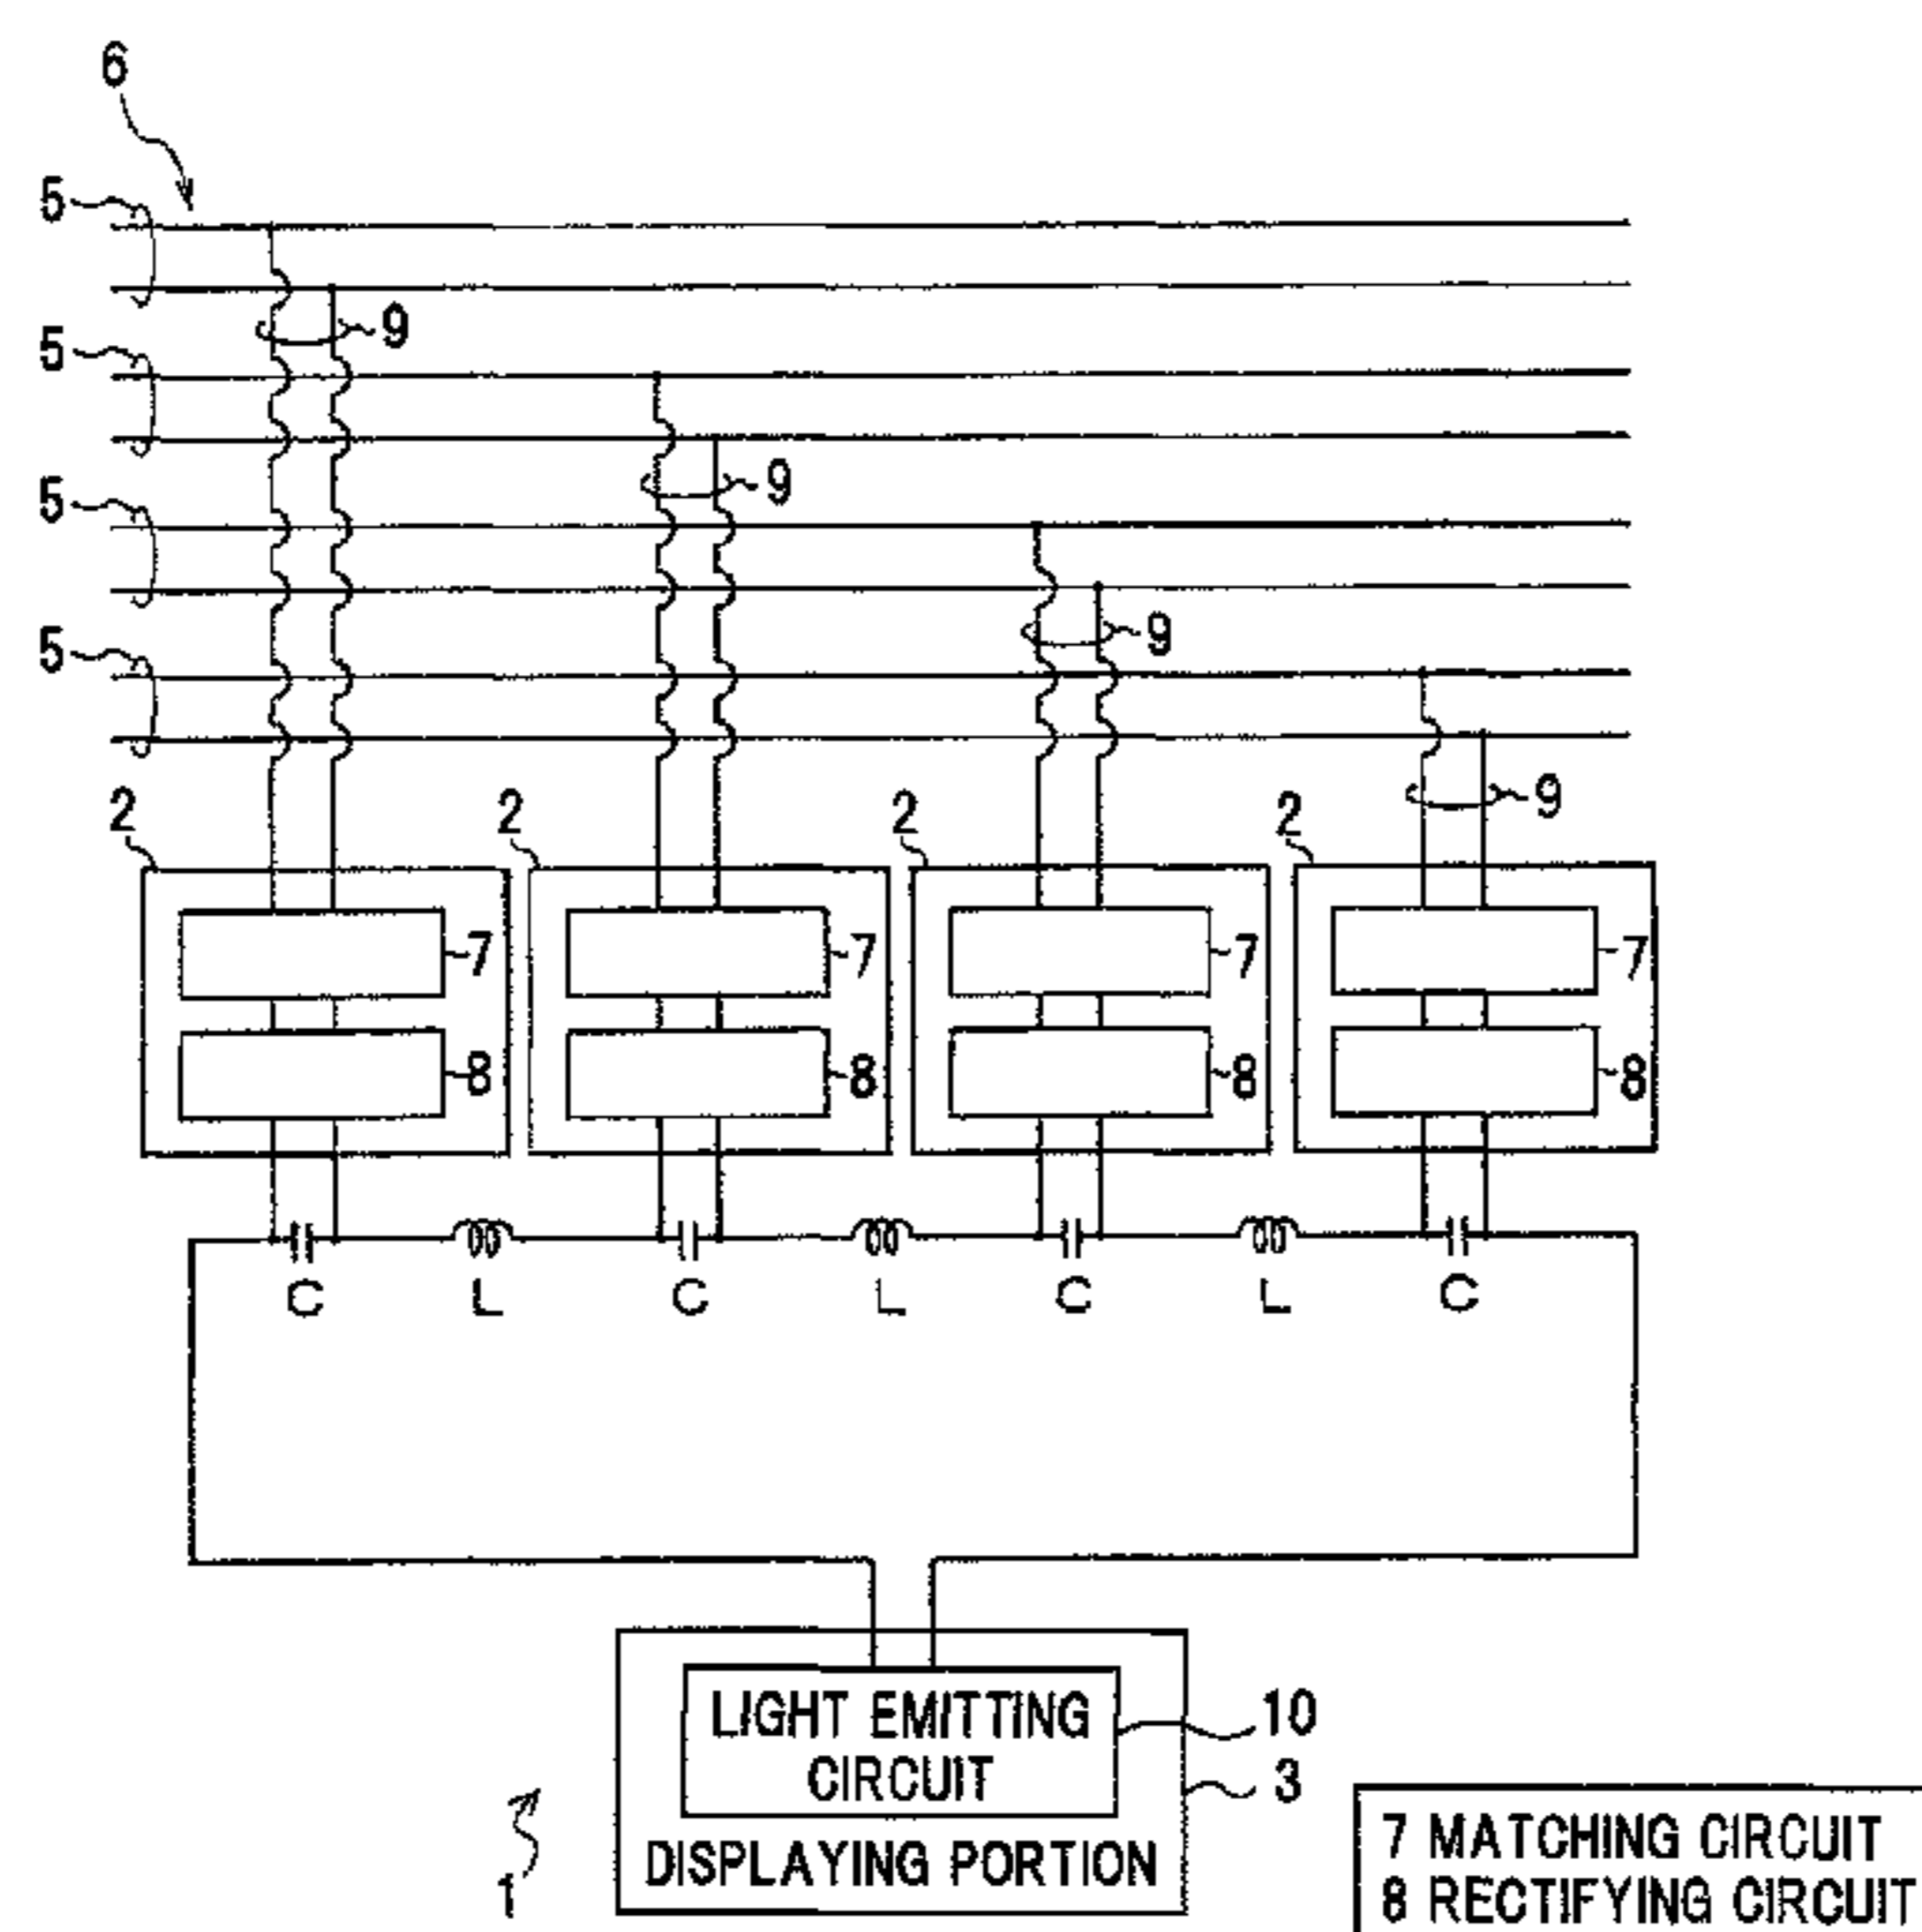 6
5
9
5
9
5
9
5
9
2 2 2 2
7 7 7 7
8 8 8 8
C L C L C L C
LIGHT EMITTING
CIRCUIT
10
3
DISPLAYING PORTION
1
7 MATCHING CIRCUIT
8 RECTIFYING CIRCUIT